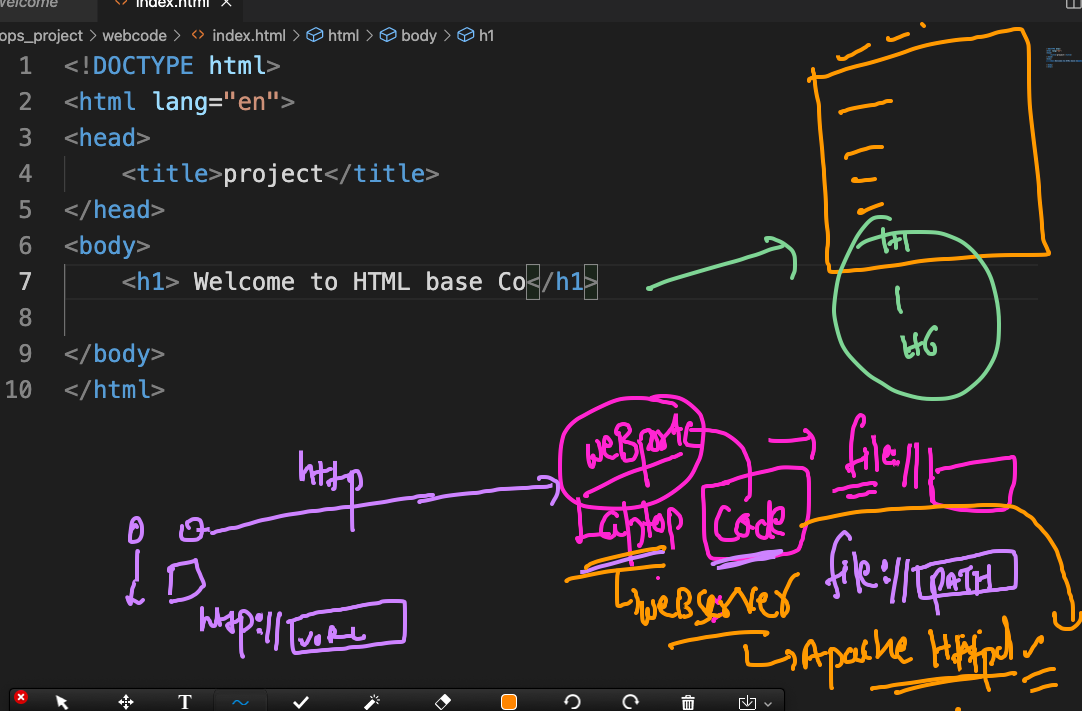 Welcome
index.html ×
ops_project > webcode > <> index.html > html > body > h1
1 <!DOCTYPE html>
2 <html lang="en">
3 <head>
4 <title>project</title>
5 </head>
6 <body>
7 <h1> Welcome to HTML base Co</h1>
8
9 </body>
10 </html>
H1
|
H6
http
Laptop
Code
file://
http://
URL
file://
PATH
WeBserver
Apache Httpd
T